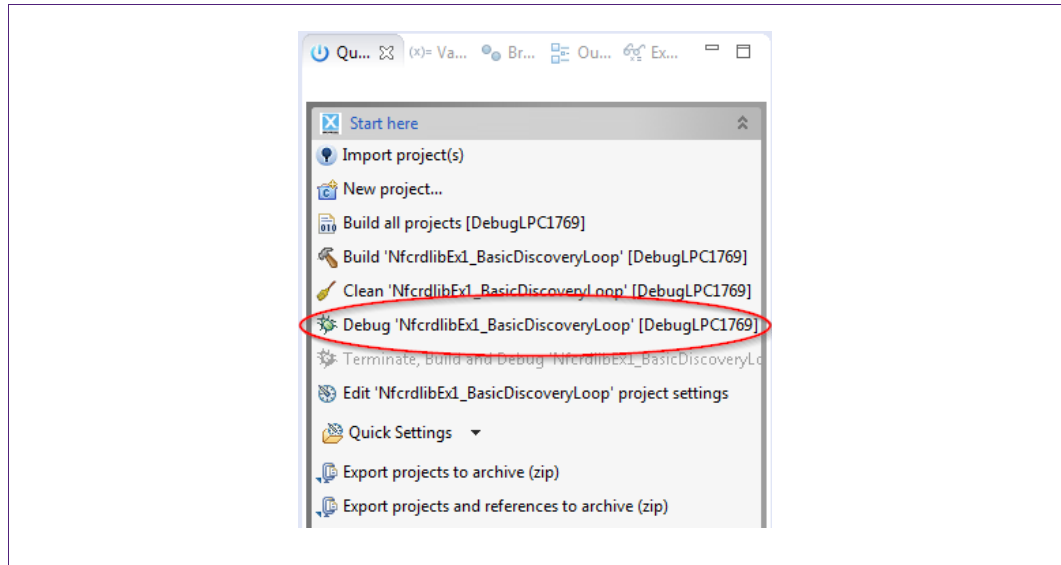 Qu... (x)= Va... Br... Ou... Ex...
Start here
Import project(s)
New project...
Build all projects [DebugLPC1769]
Build 'NfcrdlibEx1_BasicDiscoveryLoop' [DebugLPC1769]
Clean 'NfcrdlibEx1_BasicDiscoveryLoop' [DebugLPC1769]
Debug 'NfcrdlibEx1_BasicDiscoveryLoop' [DebugLPC1769]
Terminate, Build and Debug 'NfcrdlibEx1_BasicDiscoveryLo
Edit 'NfcrdlibEx1_BasicDiscoveryLoop' project settings
Quick Settings
Export projects to archive (zip)
Export projects and references to archive (zip)